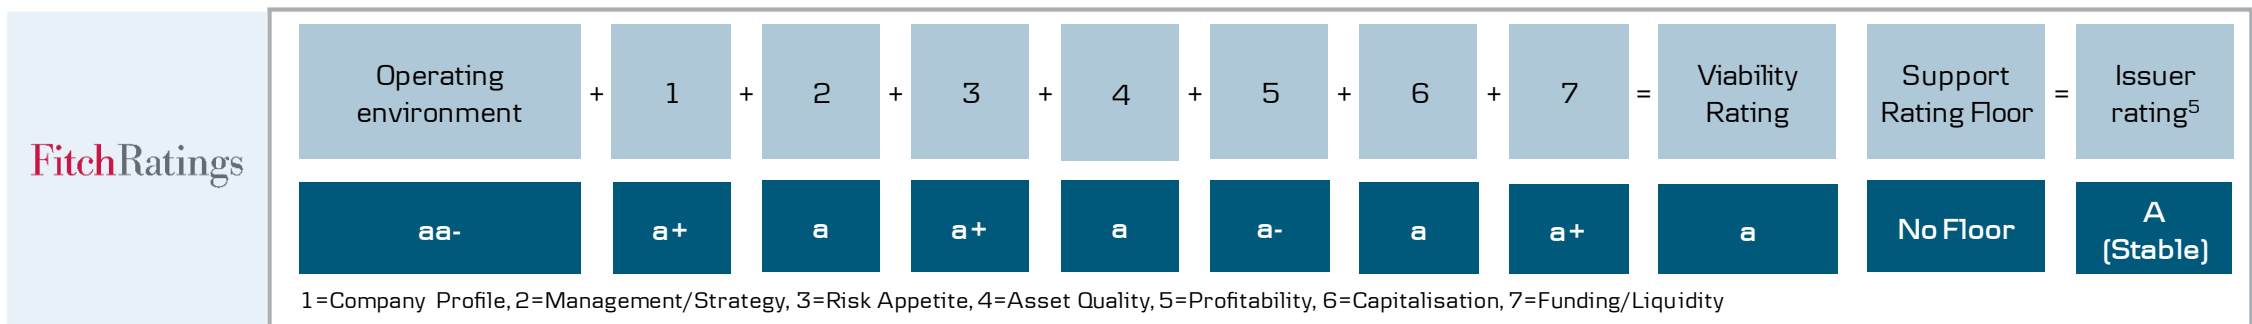 FitchRatings
Operating environment + 1 + 2 + 3 + 4 + 5 + 6 + 7 = Viability Rating Support Rating Floor = Issuer rating5
aa- a+ a a+ a a- a a+ a No Floor A (Stable)
1=Company Profile, 2=Management/Strategy, 3=Risk Appetite, 4=Asset Quality, 5=Profitability, 6=Capitalisation, 7=Funding/Liquidity